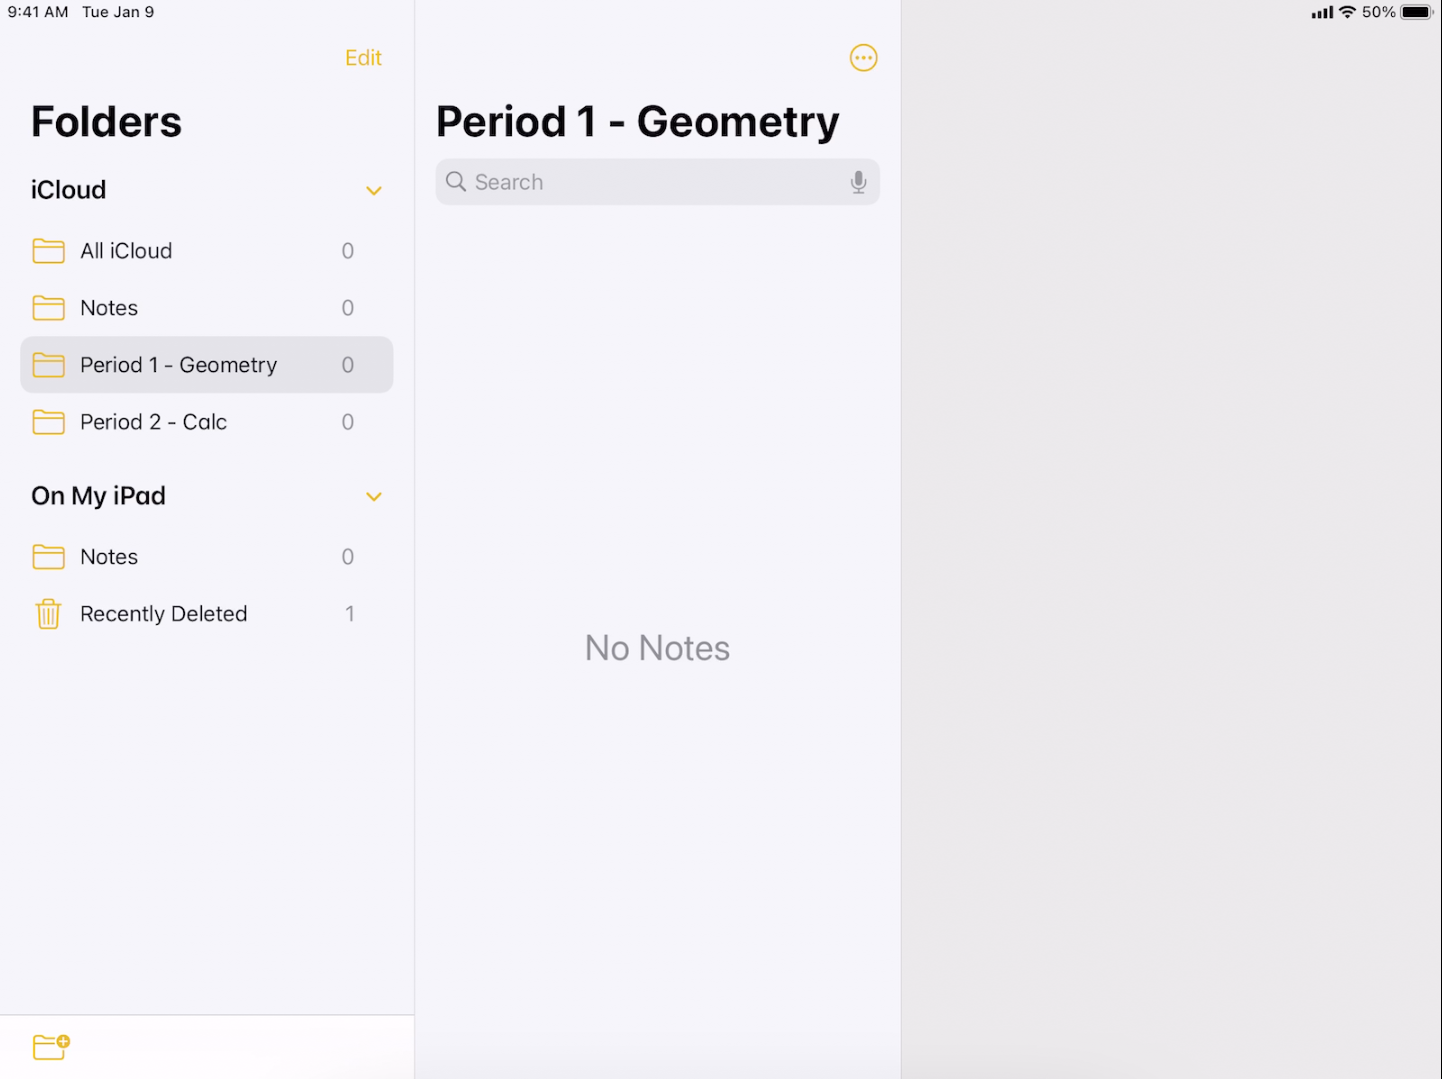 9:41 AM Tue Jan 9
50%
Edit
Folders
iCloud
All iCloud 0
Notes 0
Period 1 - Geometry 0
Period 2 - Calc 0
On My iPad
Notes 0
Recently Deleted 1
Period 1 - Geometry
Search
No Notes